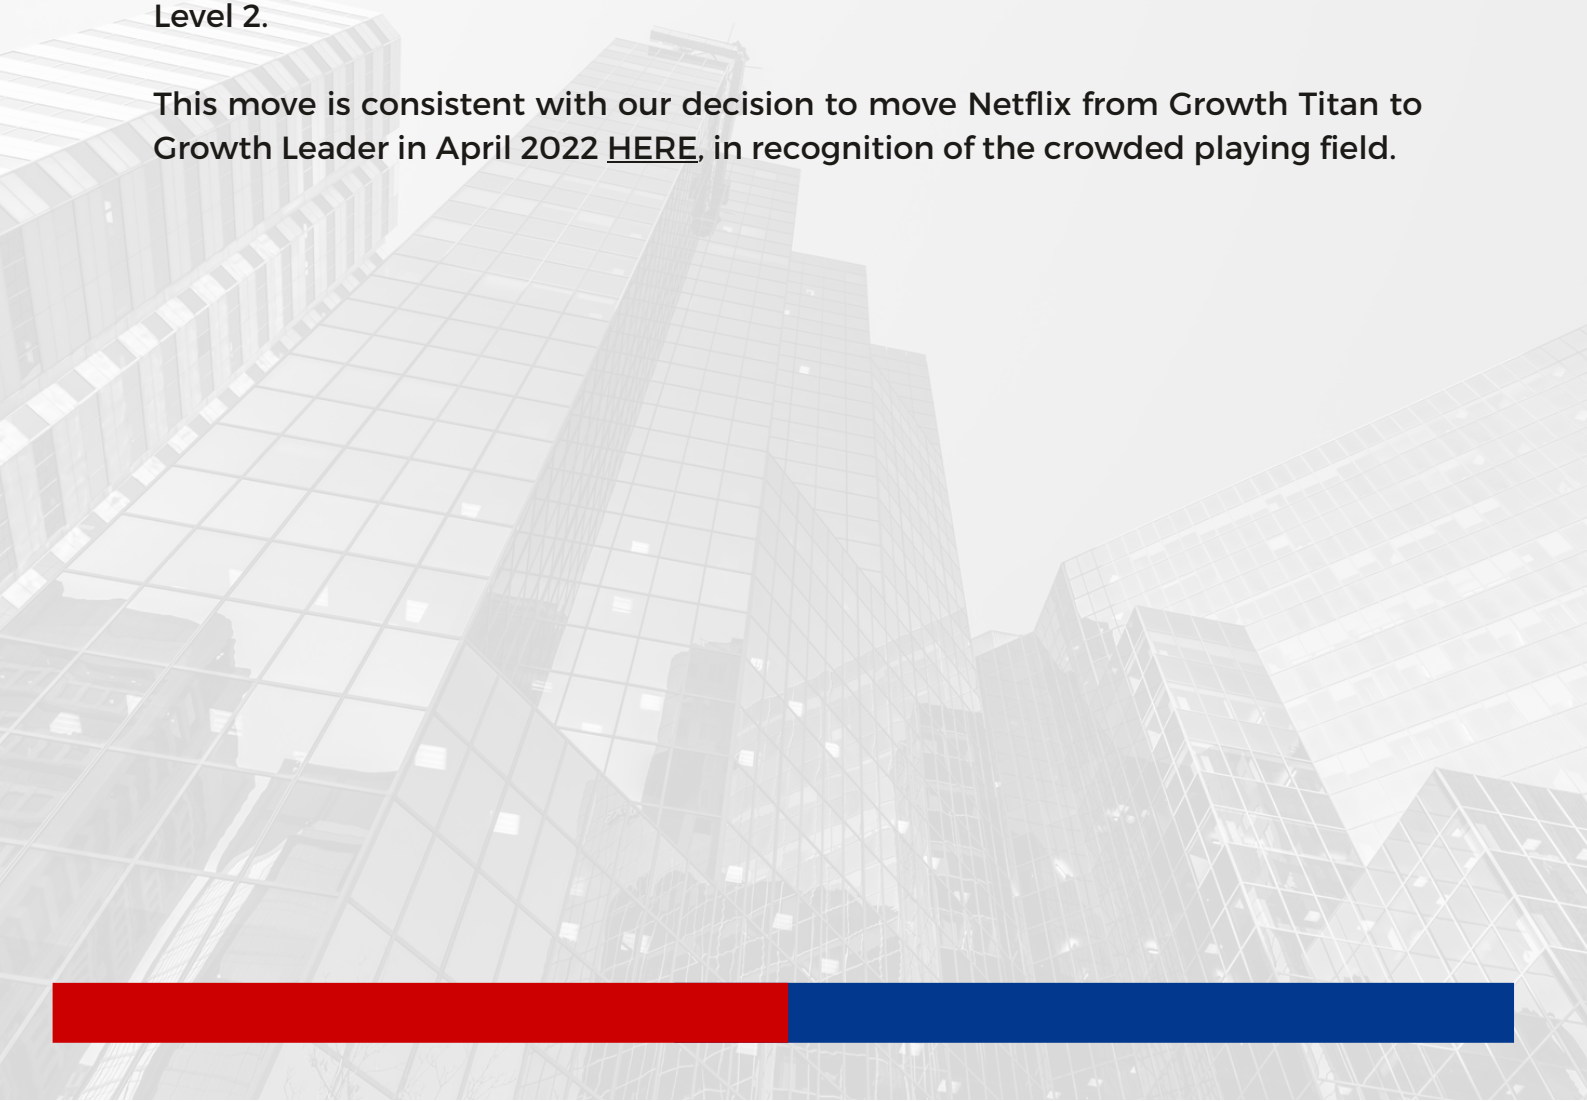 Level 2.
This move is consistent with our decision to move Netflix from Growth Titan to
Growth Leader in April 2022 HERE, in recognition of the crowded playing field.